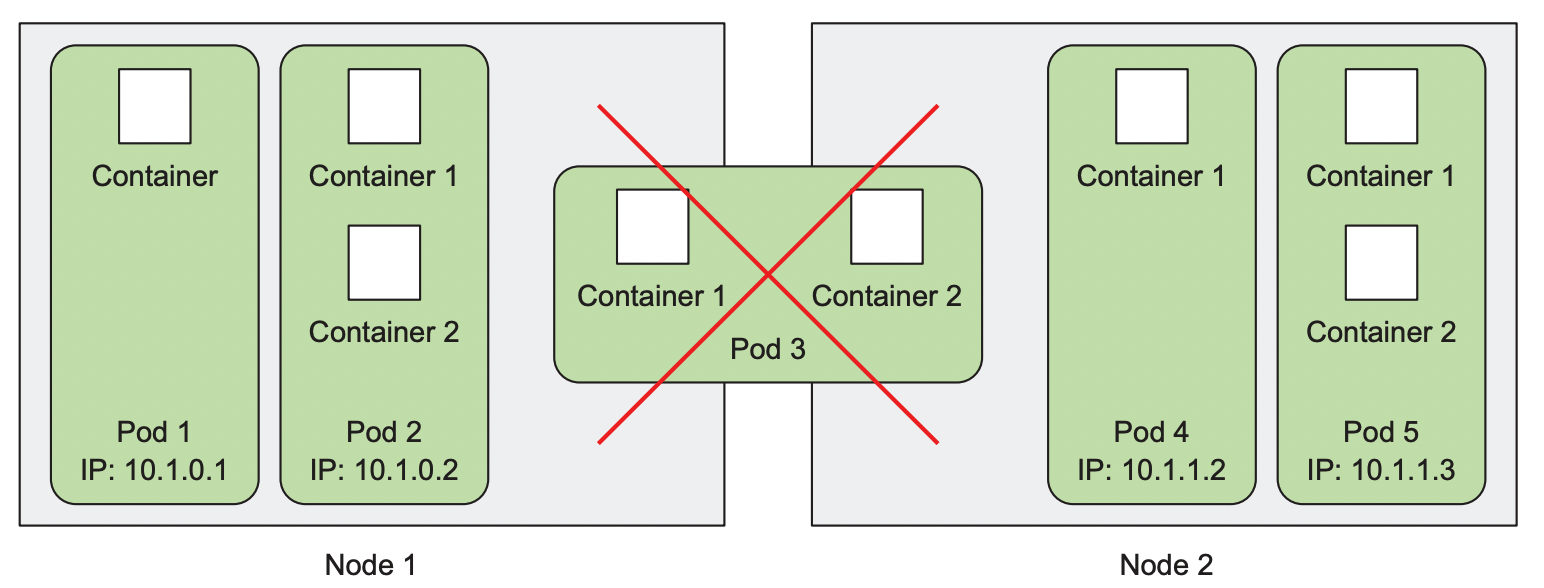 Container
Pod 1
IP: 10.1.0.1
Container 1
Container 2
Pod 2
IP: 10.1.0.2
Container 1
Container 2
Pod 3
Container 1
Pod 4
IP: 10.1.1.2
Container 1
Container 2
Pod 5
IP: 10.1.1.3
Node 1
Node 2